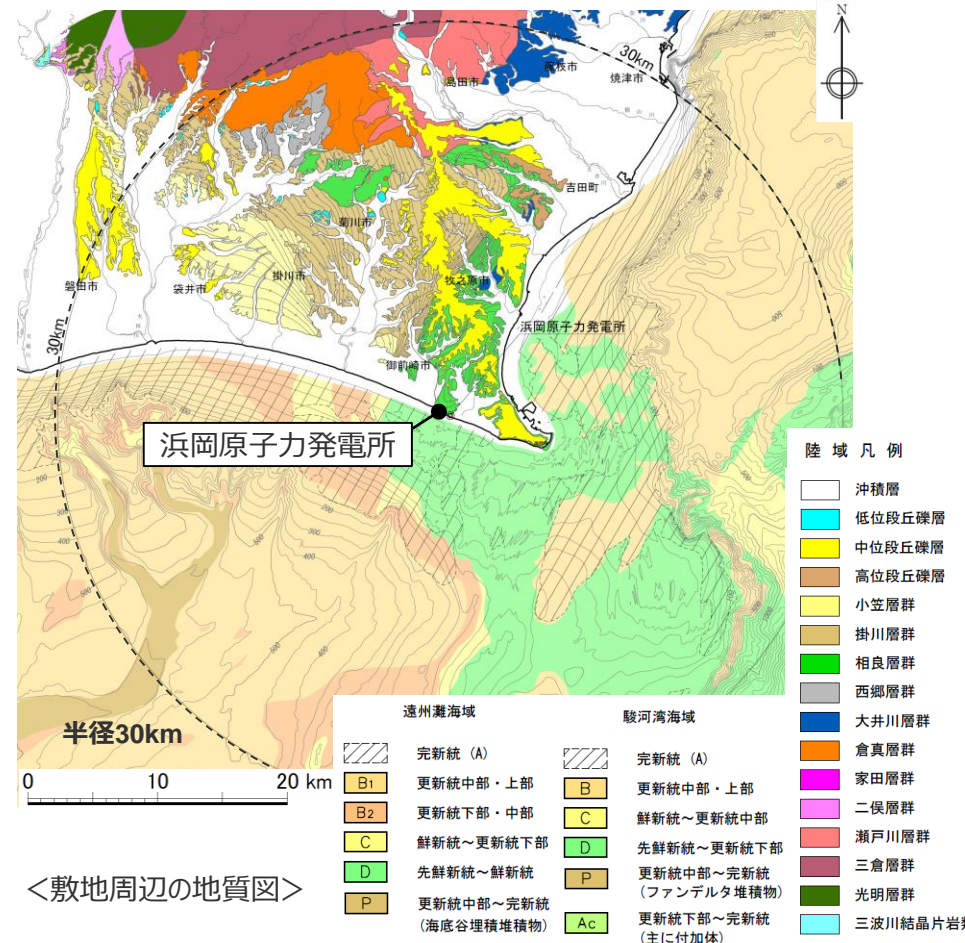 N
30km
島田市
焼津市
吉田町
菊川市
掛川市
牧之原市
磐田市
袋井市
30km
浜岡原子力発電所
御前崎市
浜岡原子力発電所
半径30km
0 10 20 km
<敷地周辺の地質図>
遠州灘海域
完新統 (A)
B1 更新統中部・上部
B2 更新統下部・中部
C 鮮新統～更新統下部
D 先鮮新統～鮮新統
P 更新統中部～完新統
(海底谷埋積堆積物)
駿河湾海域
完新統 (A)
B 更新統中部・上部
C 鮮新統～更新統中部
D 先鮮新統～更新統下部
P 更新統中部～完新統
(ファンデルタ堆積物)
Ac 更新統下部～完新統
(主に付加体)
陸域凡例
沖積層
低位段丘礫層
中位段丘礫層
高位段丘礫層
小笠層群
掛川層群
相良層群
西郷層群
大井川層群
倉真層群
家田層群
二俣層群
瀬戸川層群
三倉層群
光明層群
三波川結晶片岩類